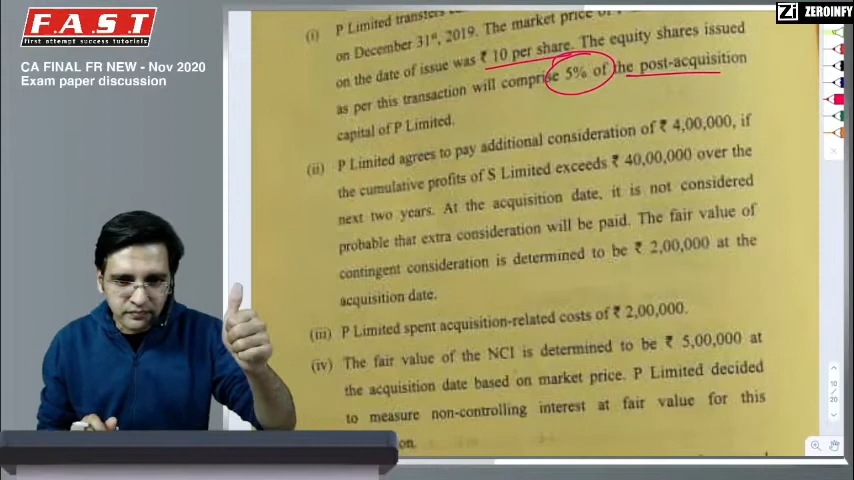 F.A.S.T
first attempt success tutorials
CA FINAL FR NEW - Nov 2020
Exam paper discussion
ZEROINFY
(i) P Limited transfers
on December 31st, 2019. The market price of
on the date of issue was ₹ 10 per share. The equity shares issued
as per this transaction will comprise 5% of the post-acquisition
capital of P Limited.
(ii) P Limited agrees to pay additional consideration of ₹ 4,00,000, if
the cumulative profits of S Limited exceeds ₹ 40,00,000 over the
next two years. At the acquisition date, it is not considered
probable that extra consideration will be paid. The fair value of
contingent consideration is determined to be ₹ 2,00,000 at the
acquisition date.
(iii) P Limited spent acquisition-related costs of ₹ 2,00,000.
(iv) The fair value of the NCI is determined to be ₹ 5,00,000 at
the acquisition date based on market price. P Limited decided
to measure non-controlling interest at fair value for this
on.
10
20